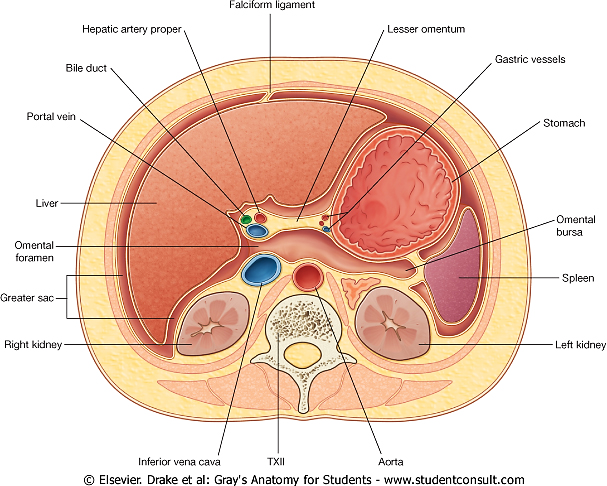 Falciform ligament
Hepatic artery proper
Lesser omentum
Bile duct
Gastric vessels
Portal vein
Stomach
Liver
Omental
bursa
Omental
foramen
Spleen
Greater sac
Right kidney
Left kidney
Inferior vena cava
TXII
Aorta
© Elsevier. Drake et al: Gray's Anatomy for Students - www.studentconsult.com